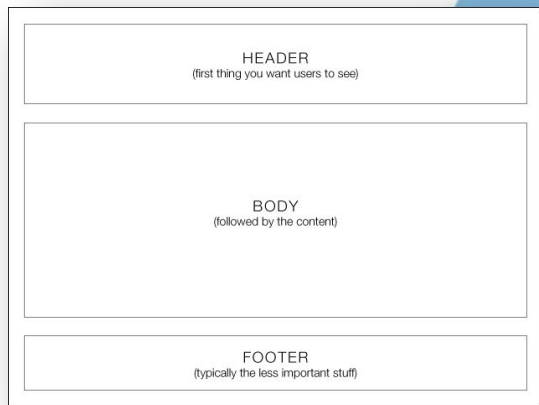 HEADER
(first thing you want users to see)
BODY
(followed by the content)
FOOTER
(typically the less important stuff)